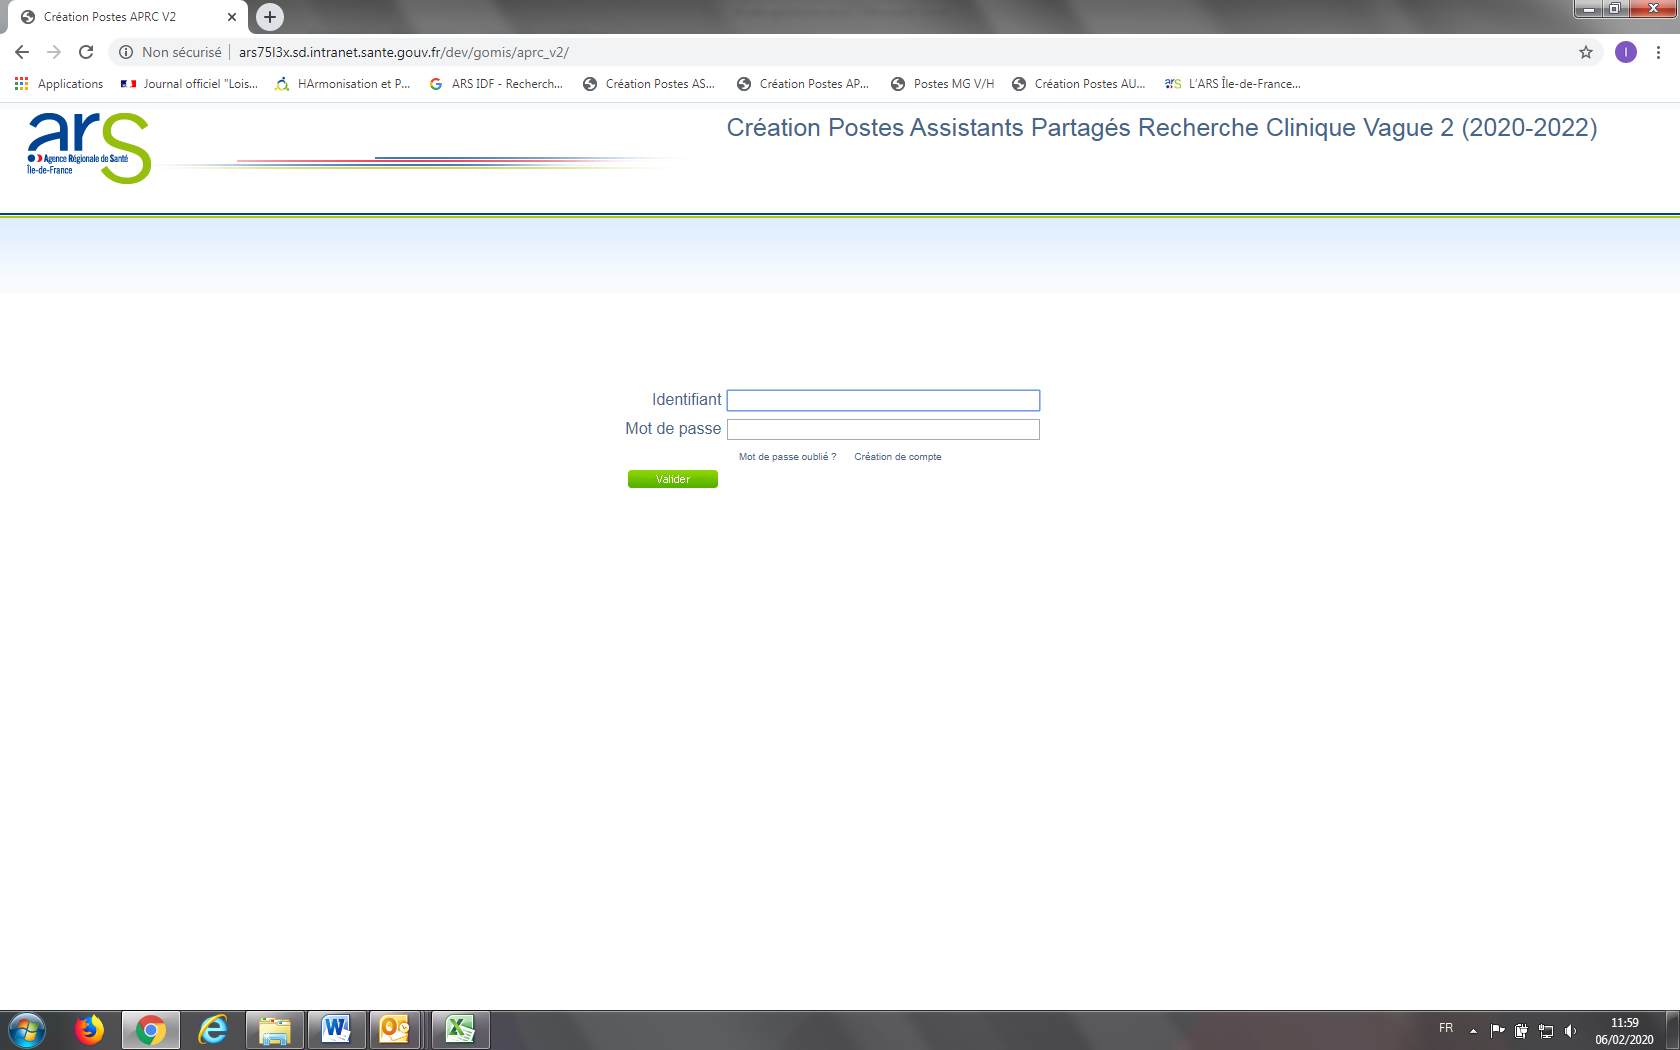 Création Postes APRC V2
Non sécurisé ars75l3x.sd.intranet.sante.gouv.fr/dev/gomis/aprc_v2/
I
Applications Journal officiel "Lois... HArmonisation et P... ARS IDF - Recherch... Création Postes AS... Création Postes AP... Postes MG V/H Création Postes AU... ars L'ARS Île-de-France...
ars
Agence Régionale de Santé
Île-de-France
Création Postes Assistants Partagés Recherche Clinique Vague 2 (2020-2022)
Identifiant
Mot de passe
Mot de passe oublié ? Création de compte
Valider
FR
11:59
06/02/2020